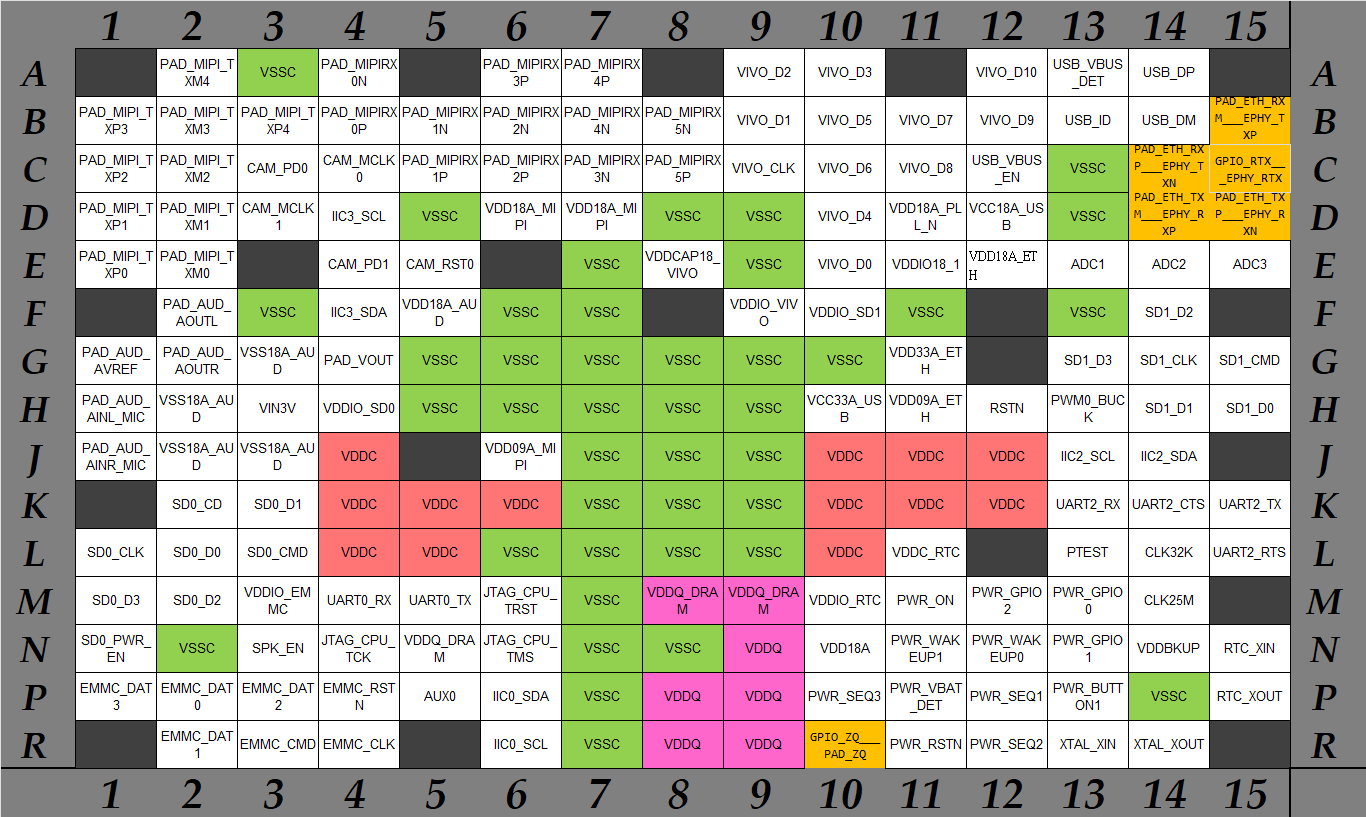 1 2 3 4 5 6 7 8 9 10 11 12 13 14 15
A PAD_MIPI_TXM4 VSSC PAD_MIPIRX0N PAD_MIPIRX3P PAD_MIPIRX4P VIVO_D2 VIVO_D3 VIVO_D10 USB_VBUS_DET USB_DP A
B PAD_MIPI_TXP3 PAD_MIPI_TXM3 PAD_MIPI_TXP4 PAD_MIPIRX0P PAD_MIPIRX1N PAD_MIPIRX2N PAD_MIPIRX4N PAD_MIPIRX5N VIVO_D1 VIVO_D5 VIVO_D7 VIVO_D9 USB_ID USB_DM PAD_ETH_RXM___EPHY_TXP B
C PAD_MIPI_TXP2 PAD_MIPI_TXM2 CAM_PD0 CAM_MCLK0 PAD_MIPIRX1P PAD_MIPIRX2P PAD_MIPIRX3N PAD_MIPIRX5P VIVO_CLK VIVO_D6 VIVO_D8 USB_VBUS_EN VSSC PAD_ETH_RXP___EPHY_TXN GPIO_RTX___EPHY_RTX C
D PAD_MIPI_TXP1 PAD_MIPI_TXM1 CAM_MCLK1 IIC3_SCL VSSC VDD18A_MIPI VDD18A_MIPI VSSC VSSC VIVO_D4 VDD18A_PLL_N VCC18A_USB VSSC PAD_ETH_TXM___EPHY_RXP PAD_ETH_TXP___EPHY_RXN D
E PAD_MIPI_TXP0 PAD_MIPI_TXM0 CAM_PD1 CAM_RST0 VSSC VDDCAP18_VIVO VSSC VIVO_D0 VDDIO18_1 VDD18A_ETH ADC1 ADC2 ADC3 E
F PAD_AUD_AOUTL VSSC IIC3_SDA VDD18A_AUD VSSC VSSC VDDIO_VIVO VDDIO_SD1 VSSC VSSC SD1_D2 F
G PAD_AUD_AVREF PAD_AUD_AOUTR VSS18A_AUD PAD_VOUT VSSC VSSC VSSC VSSC VSSC VSSC VDD33A_ETH SD1_D3 SD1_CLK SD1_CMD G
H PAD_AUD_AINL_MIC VSS18A_AUD VIN3V VDDIO_SD0 VSSC VSSC VSSC VSSC VSSC VCC33A_USB VDD09A_ETH RSTN PWM0_BUCK SD1_D1 SD1_D0 H
J PAD_AUD_AINR_MIC VSS18A_AUD VSS18A_AUD VDDC VDD09A_MIPI VSSC VSSC VSSC VDDC VDDC VDDC IIC2_SCL IIC2_SDA J
K SD0_CD SD0_D1 VDDC VDDC VDDC VSSC VSSC VSSC VDDC VDDC VDDC UART2_RX UART2_CTS UART2_TX K
L SD0_CLK SD0_D0 SD0_CMD VDDC VDDC VSSC VSSC VSSC VSSC VDDC VDDC_RTC PTEST CLK32K UART2_RTS L
M SD0_D3 SD0_D2 VDDIO_EMMC UART0_RX UART0_TX JTAG_CPU_TRST VSSC VDDQ_DRAM VDDQ_DRAM VDDIO_RTC PWR_ON PWR_GPIO2 PWR_GPIO0 CLK25M M
N SD0_PWR_EN VSSC SPK_EN JTAG_CPU_TCK VDDQ_DRAM JTAG_CPU_TMS VSSC VSSC VDDQ VDD18A PWR_WAKEUP1 PWR_WAKEUP0 PWR_GPIO1 VDDBKUP RTC_XIN N
P EMMC_DAT3 EMMC_DAT0 EMMC_DAT2 EMMC_RSTN AUX0 IIC0_SDA VSSC VDDQ VDDQ PWR_SEQ3 PWR_VBAT_DET PWR_SEQ1 PWR_BUTTON1 VSSC RTC_XOUT P
R EMMC_DAT1 EMMC_CMD EMMC_CLK IIC0_SCL VSSC VDDQ VDDQ GPIO_ZQ___PAD_ZQ PWR_RSTN PWR_SEQ2 XTAL_XIN XTAL_XOUT R
1 2 3 4 5 6 7 8 9 10 11 12 13 14 15